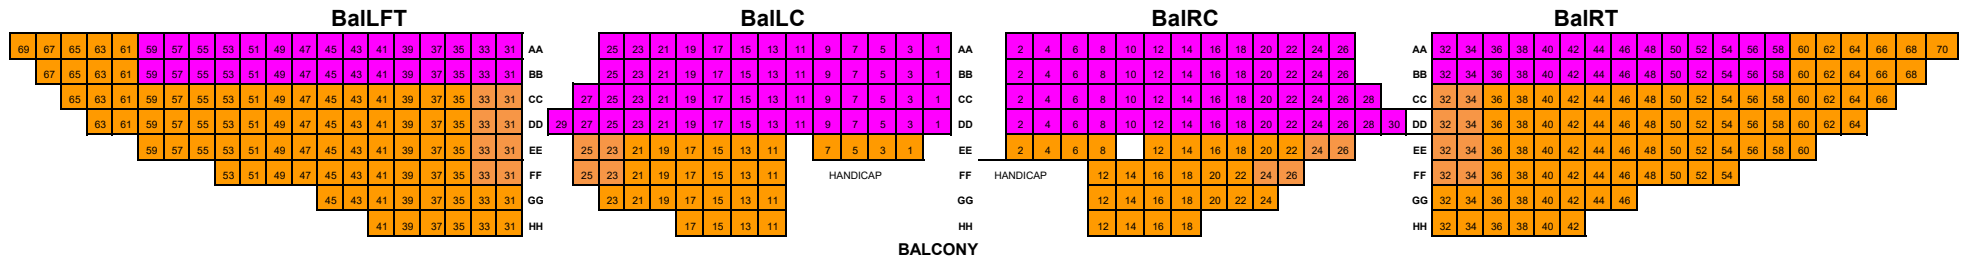 BalLFT BalLC BalRC BalRT
69 67 65 63 61 59 57 55 53 51 49 47 45 43 41 39 37 35 33 31 AA 25 23 21 19 17 15 13 11 9 7 5 3 1 AA 2 4 6 8 10 12 14 16 18 20 22 24 26 AA 32 34 36 38 40 42 44 46 48 50 52 54 56 58 60 62 64 66 68 70
67 65 63 61 59 57 55 53 51 49 47 45 43 41 39 37 35 33 31 BB 25 23 21 19 17 15 13 11 9 7 5 3 1 BB 2 4 6 8 10 12 14 16 18 20 22 24 26 BB 32 34 36 38 40 42 44 46 48 50 52 54 56 58 60 62 64 66 68
65 63 61 59 57 55 53 51 49 47 45 43 41 39 37 35 33 31 CC 27 25 23 21 19 17 15 13 11 9 7 5 3 1 CC 2 4 6 8 10 12 14 16 18 20 22 24 26 28 CC 32 34 36 38 40 42 44 46 48 50 52 54 56 58 60 62 64 66
63 61 59 57 55 53 51 49 47 45 43 41 39 37 35 33 31 DD 29 27 25 23 21 19 17 15 13 11 9 7 5 3 1 DD 2 4 6 8 10 12 14 16 18 20 22 24 26 28 30 DD 32 34 36 38 40 42 44 46 48 50 52 54 56 58 60 62 64
59 57 55 53 51 49 47 45 43 41 39 37 35 33 31 EE 25 23 21 19 17 15 13 11 7 5 3 1 EE 2 4 6 8 12 14 16 18 20 22 24 26 EE 32 34 36 38 40 42 44 46 48 50 52 54 56 58 60
53 51 49 47 45 43 41 39 37 35 33 31 FF 25 23 21 19 17 15 13 11 HANDICAP FF HANDICAP 12 14 16 18 20 22 24 26 FF 32 34 36 38 40 42 44 46 48 50 52 54
45 43 41 39 37 35 33 31 GG 23 21 19 17 15 13 11 GG 12 14 16 18 20 22 24 GG 32 34 36 38 40 42 44 46
41 39 37 35 33 31 HH 17 15 13 11 HH 12 14 16 18 HH 32 34 36 38 40 42
BALCONY